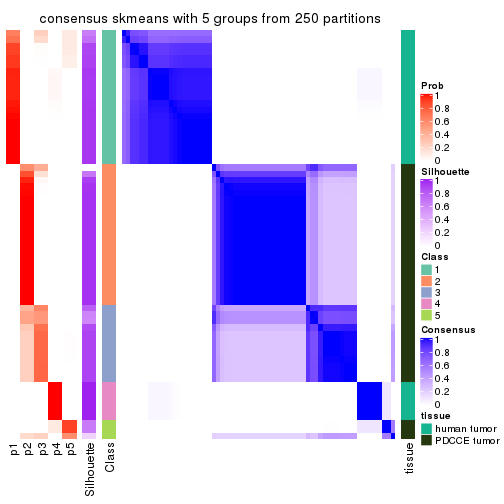 consensus skmeans with 5 groups from 250 partitions
Prob
1
0.8
0.6
0.4
0.2
0
Silhouette
1
0.8
0.6
0.4
0.2
0
Class
1
2
3
4
5
Consensus
1
0.8
0.6
0.4
0.2
0
tissue
human tumor
PDCCE tumor
p1
p2
p3
p4
p5
Silhouette
Class
tissue